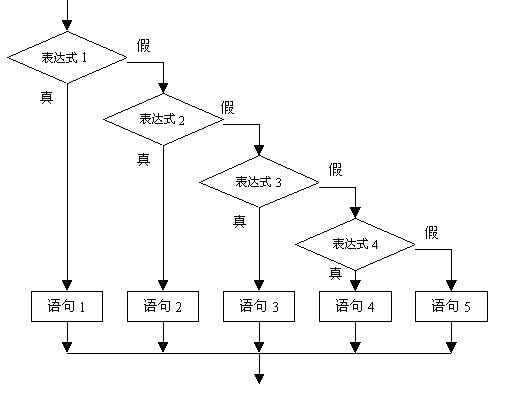 假
表达式 1
真
假
表达式 2
真
假
表达式 3
真
假
表达式 4
真
语句 1
语句 2
语句 3
语句 4
语句 5